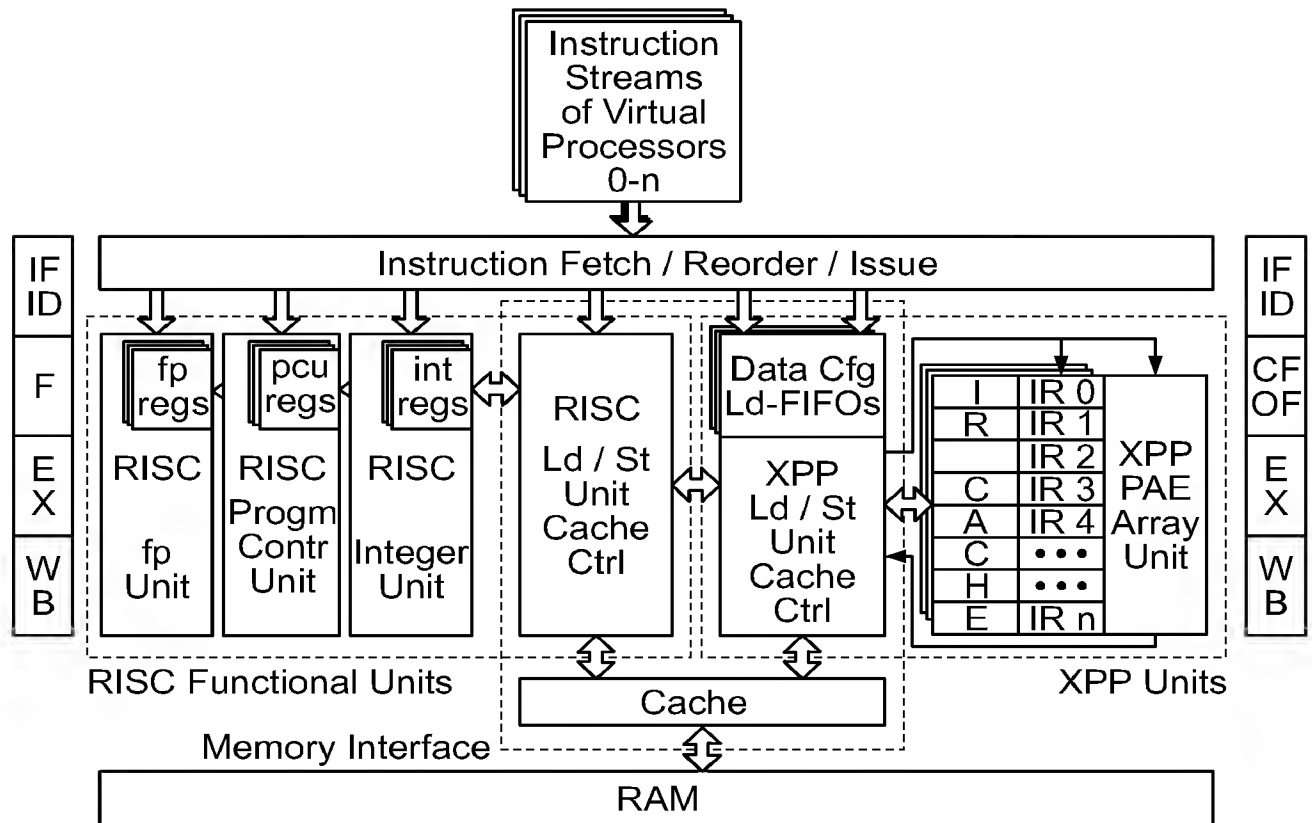 Instruction
Streams
of Virtual
Processors
0-n
Instruction Fetch / Reorder / Issue
IF
ID
F
E
X
W
B
fp
regs
RISC
fp
Unit
pcu
regs
RISC
Progm
Contr
Unit
int
regs
RISC
Integer
Unit
RISC
Ld / St
Unit
Cache
Ctrl
Data Cfg
Ld-FIFOs
XPP
Ld / St
Unit
Cache
Ctrl
I IR 0
R IR 1
IR 2
C IR 3
A IR 4
C •••
H •••
E IR n
XPP
PAE
Array
Unit
IF
ID
CF
OF
E
X
W
B
RISC Functional Units
XPP Units
Cache
Memory Interface
RAM